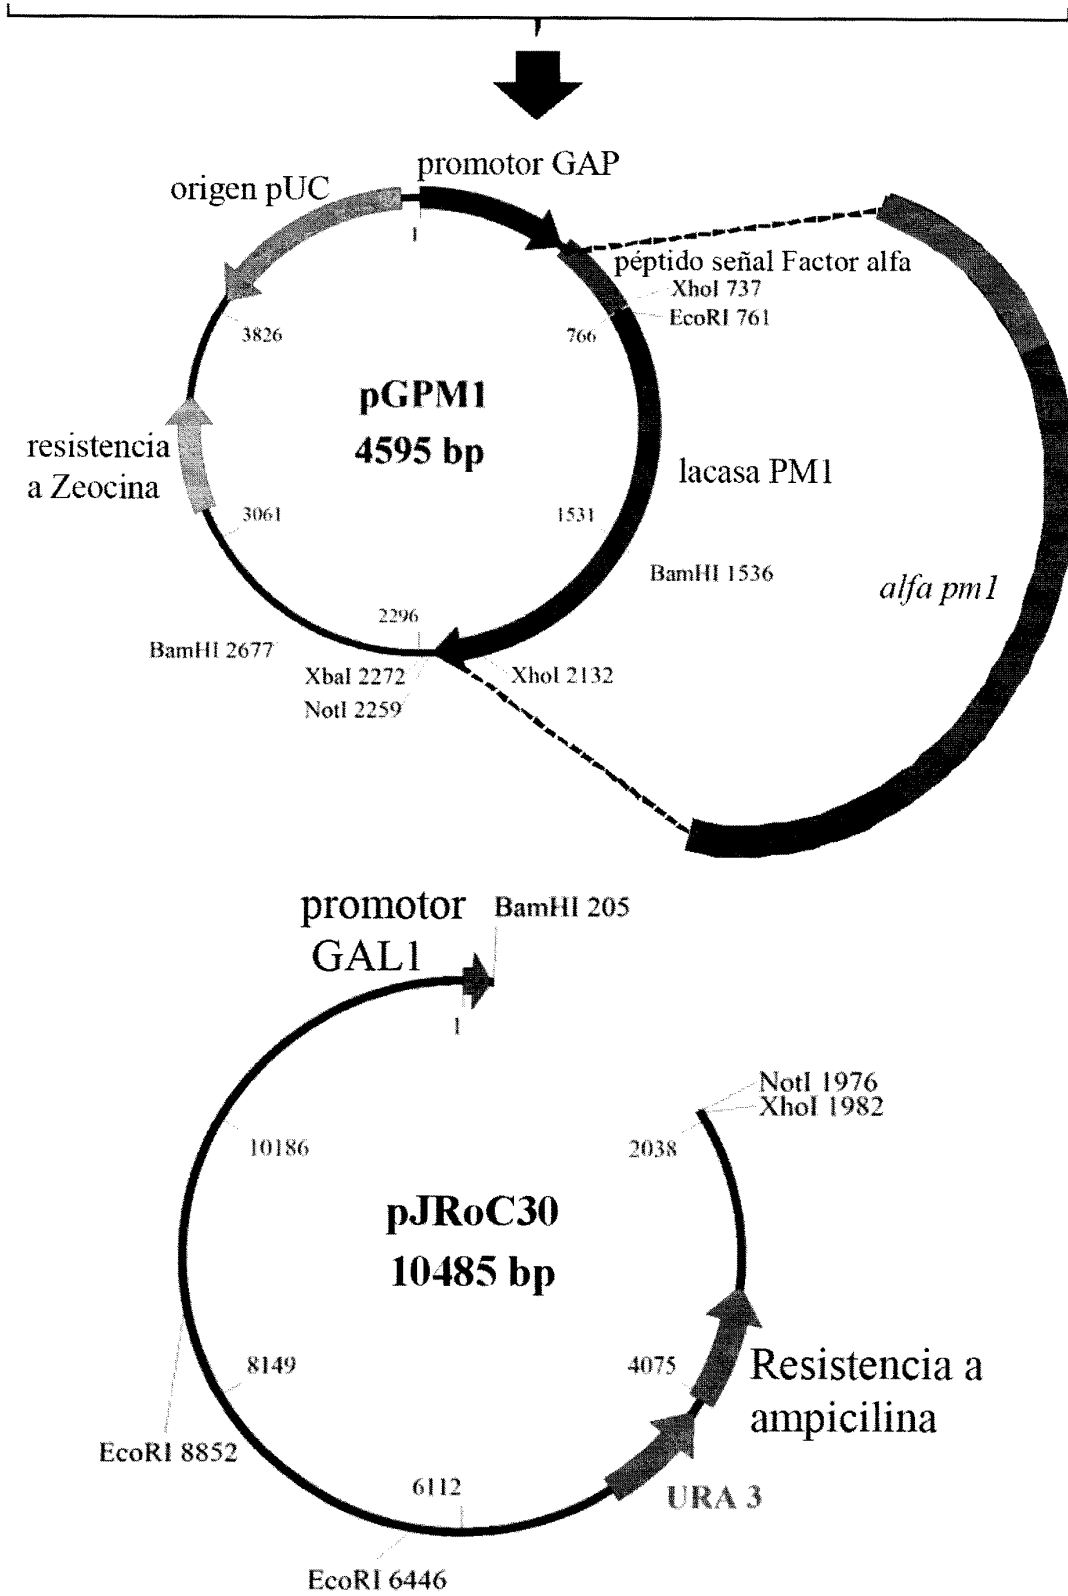 promotor GAP
origen pUC
1
péptido señal Factor alfa
XhoI 737
EcoRI 761
3826
766
pGPM1
4595 bp
resistencia
a Zeocina
lacasa PM1
3061
1531
BamHI 1536
alfa pm1
2296
BamHI 2677
XbaI 2272
XhoI 2132
NotI 2259
promotor
GAL1
BamHI 205
1
NotI 1976
XhoI 1982
10186
2038
pJRoC30
10485 bp
8149
4075
Resistencia a
ampicilina
EcoRI 8852
6112
URA 3
EcoRI 6446